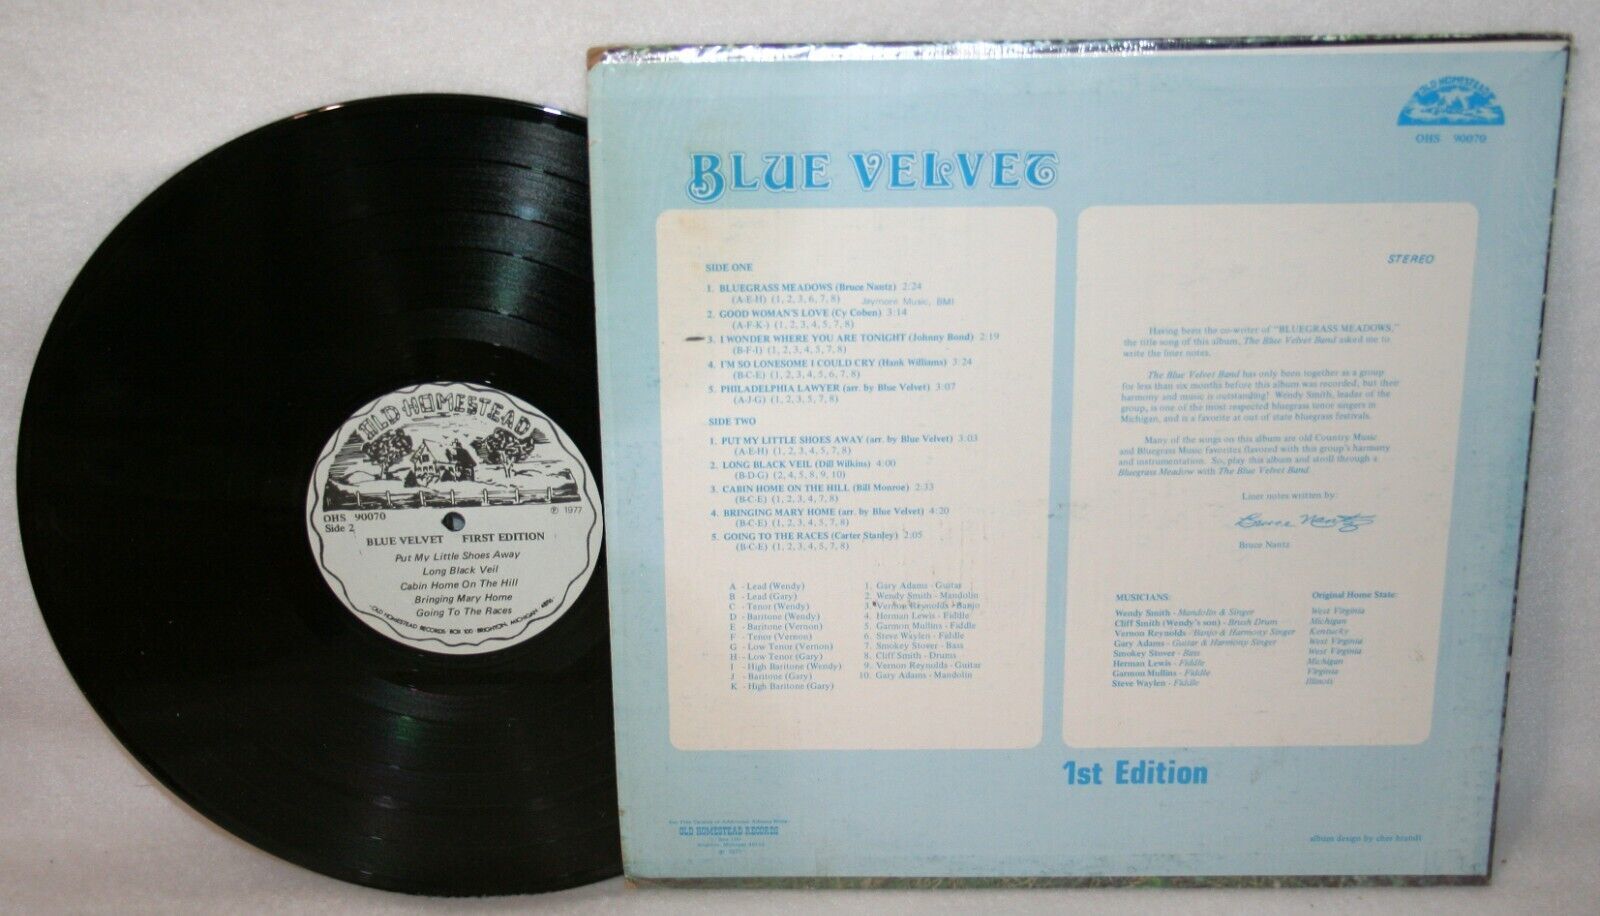 OLD HOMESTEAD
℗ 1977
OHS 90070
Side 2
BLUE VELVET FIRST EDITION
Put My Little Shoes Away
Long Black Veil
Cabin Home On The Hill
Bringing Mary Home
Going To The Races
OLD HOMESTEAD RECORDS BOX 100 BRIGHTON, MICHIGAN 48116
OLD HOMESTEAD
OHS 90070
BLUE VELVET
SIDE ONE
1. BLUEGRASS MEADOWS (Bruce Nantz) 2:24
(A-E-H) (1, 2, 3, 6, 7, 8) Jaymore Music, BMI
2. GOOD WOMAN'S LOVE (Cy Coben) 3:14
(A-F-K-) (1, 2, 3, 4, 5, 7, 8)
3. I WONDER WHERE YOU ARE TONIGHT (Johnny Bond) 2:19
(B-F-I) (1, 2, 3, 4, 5, 7, 8)
4. I'M SO LONESOME I COULD CRY (Hank Williams) 3:24
(B-C-E) (1, 2, 3, 4, 5, 6, 7, 8)
5. PHILADELPHIA LAWYER (arr. by Blue Velvet) 3:07
(A-J-G) (1, 2, 3, 5, 7, 8)
SIDE TWO
1. PUT MY LITTLE SHOES AWAY (arr. by Blue Velvet) 3:03
(A-E-H) (1, 2, 3, 4, 5, 7, 8)
2. LONG BLACK VEIL (Dill Wilkins) 4:00
(B-D-G) (2, 4, 5, 8, 9, 10)
3. CABIN HOME ON THE HILL (Bill Monroe) 2:33
(B-C-E) (1, 2, 3, 4, 7, 8)
4. BRINGING MARY HOME (arr. by Blue Velvet) 4:20
(B-C-E) (1, 2, 3, 4, 5, 7, 8)
5. GOING TO THE RACES (Carter Stanley) 2:05
(B-C-E) (1, 2, 3, 4, 5, 7, 8)
A - Lead (Wendy)
B - Lead (Gary)
C - Tenor (Wendy)
D - Baritone (Wendy)
E - Baritone (Vernon)
F - Tenor (Vernon)
G - Low Tenor (Vernon)
H - Low Tenor (Gary)
I - High Baritone (Wendy)
J - Baritone (Gary)
K - High Baritone (Gary)
1. Gary Adams - Guitar
2. Wendy Smith - Mandolin
3. Vernon Reynolds - Banjo
4. Herman Lewis - Fiddle
5. Garmon Mullins - Fiddle
6. Steve Waylen - Fiddle
7. Smokey Stover - Bass
8. Cliff Smith - Drums
9. Vernon Reynolds - Guitar
10. Gary Adams - Mandolin
STEREO
Having been the co-writer of "BLUEGRASS MEADOWS,"
the title song of this album, The Blue Velvet Band asked me to
write the liner notes.
The Blue Velvet Band has only been together as a group
for less than six months before this album was recorded, but their
harmony and music is outstanding! Wendy Smith, leader of the
group, is one of the most respected bluegrass tenor singers in
Michigan, and is a favorite at out of state bluegrass festivals.
Many of the songs on this album are old Country Music
and Bluegrass Music favorites flavored with this group's harmony
and instrumentation. So, play this album and stroll through a
Bluegrass Meadow with The Blue Velvet Band.
Liner notes written by:
Bruce Nantz
Bruce Nantz
MUSICIANS: Original Home State:
Wendy Smith - Mandolin & Singer West Virginia
Cliff Smith (Wendy's son) - Brush Drum Michigan
Vernon Reynolds - Banjo & Harmony Singer Kentucky
Gary Adams - Guitar & Harmony Singer West Virginia
Smokey Stover - Bass West Virginia
Herman Lewis - Fiddle Michigan
Garmon Mullins - Fiddle Virginia
Steve Waylen - Fiddle Illinois
1st Edition
OLD HOMESTEAD RECORDS
album design by cher brandl